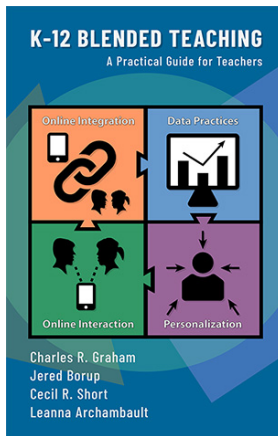 K-12 BLENDED TEACHING
A Practical Guide for Teachers
Online Integration
Data Practices
Online Interaction
Personalization
Charles R. Graham
Jered Borup
Cecil R. Short
Leanna Archambault